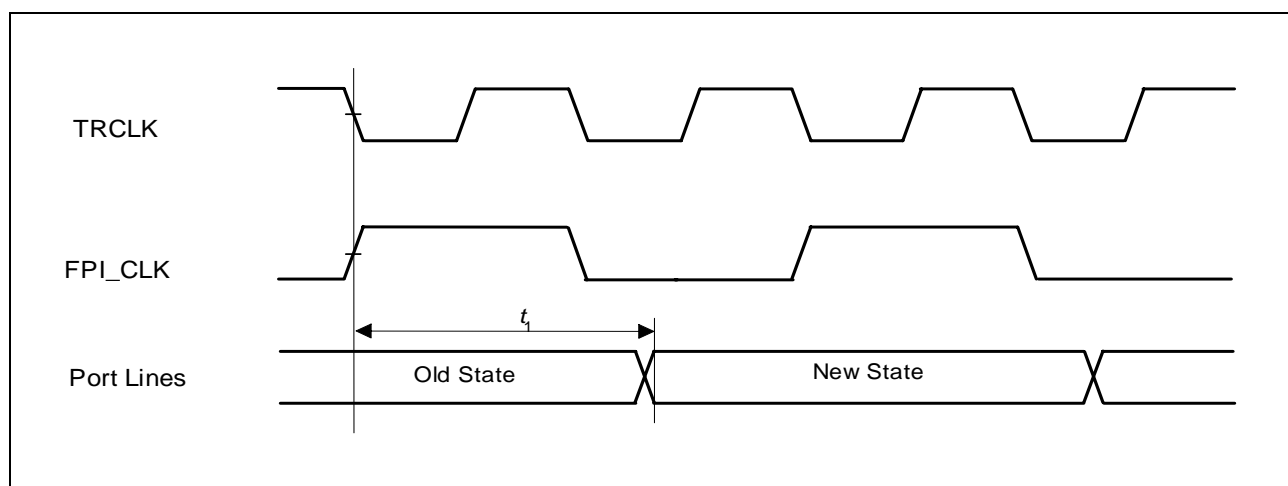 TRCLK
FPI_CLK
t1
Port Lines
Old State
New State